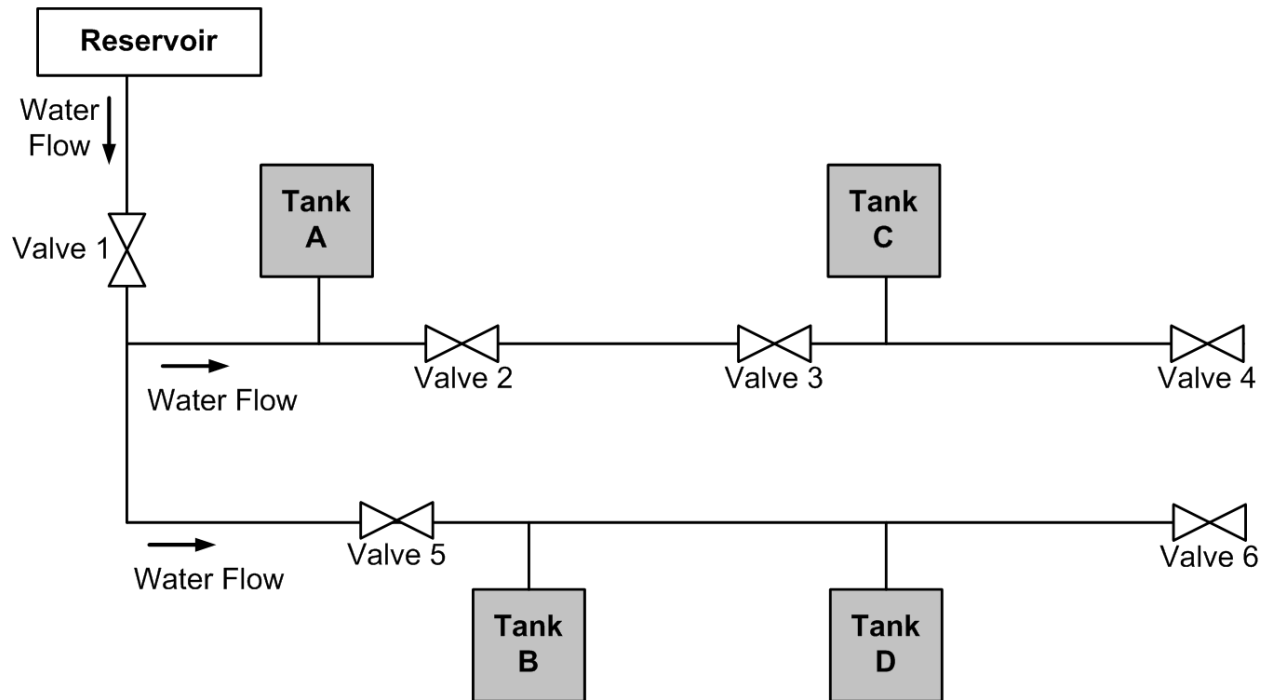 Reservoir
Water
Flow
Tank
A
Tank
C
Valve 1
Valve 2
Valve 3
Valve 4
Water Flow
Valve 5
Valve 6
Water Flow
Tank
B
Tank
D